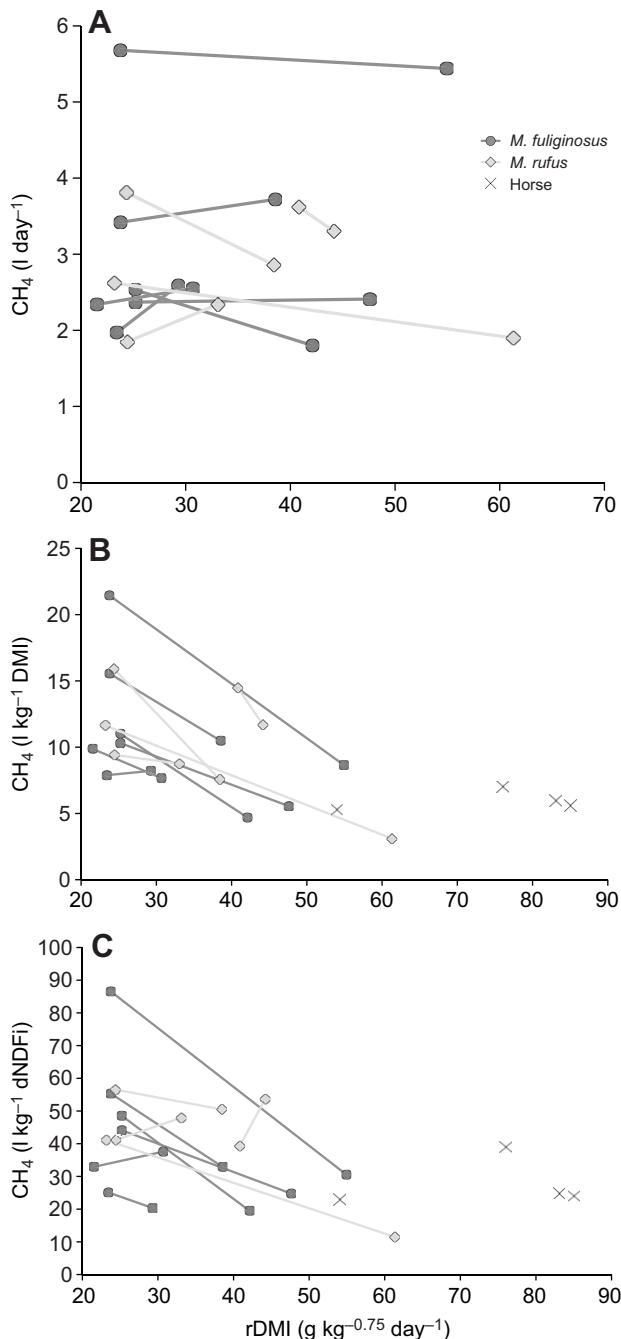 A
6
5
4
3
2
1
0
CH₄ (l day⁻¹)
M. fuliginosus
M. rufus
Horse
20 30 40 50 60 70
B
25
20
15
10
5
0
CH₄ (l kg⁻¹ DMI)
20 30 40 50 60 70 80 90
C
100
90
80
70
60
50
40
30
20
10
0
CH₄ (l kg⁻¹ dNDFi)
20 30 40 50 60 70 80 90
rDMI (g kg⁻⁰·⁷⁵ day⁻¹)